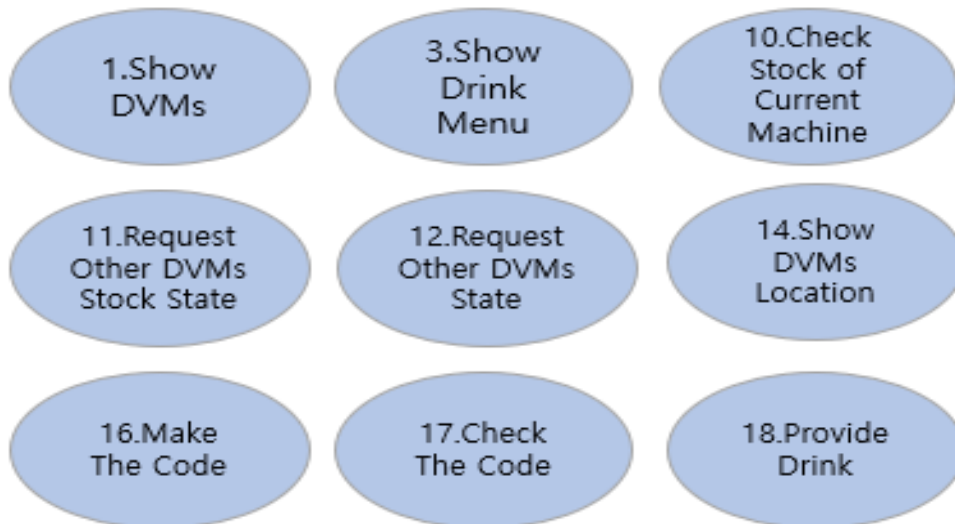 1.Show
DVMs
3.Show
Drink
Menu
10.Check
Stock of
Current
Machine
11.Request
Other DVMs
Stock State
12.Request
Other DVMs
State
14.Show
DVMs
Location
16.Make
The Code
17.Check
The Code
18.Provide
Drink